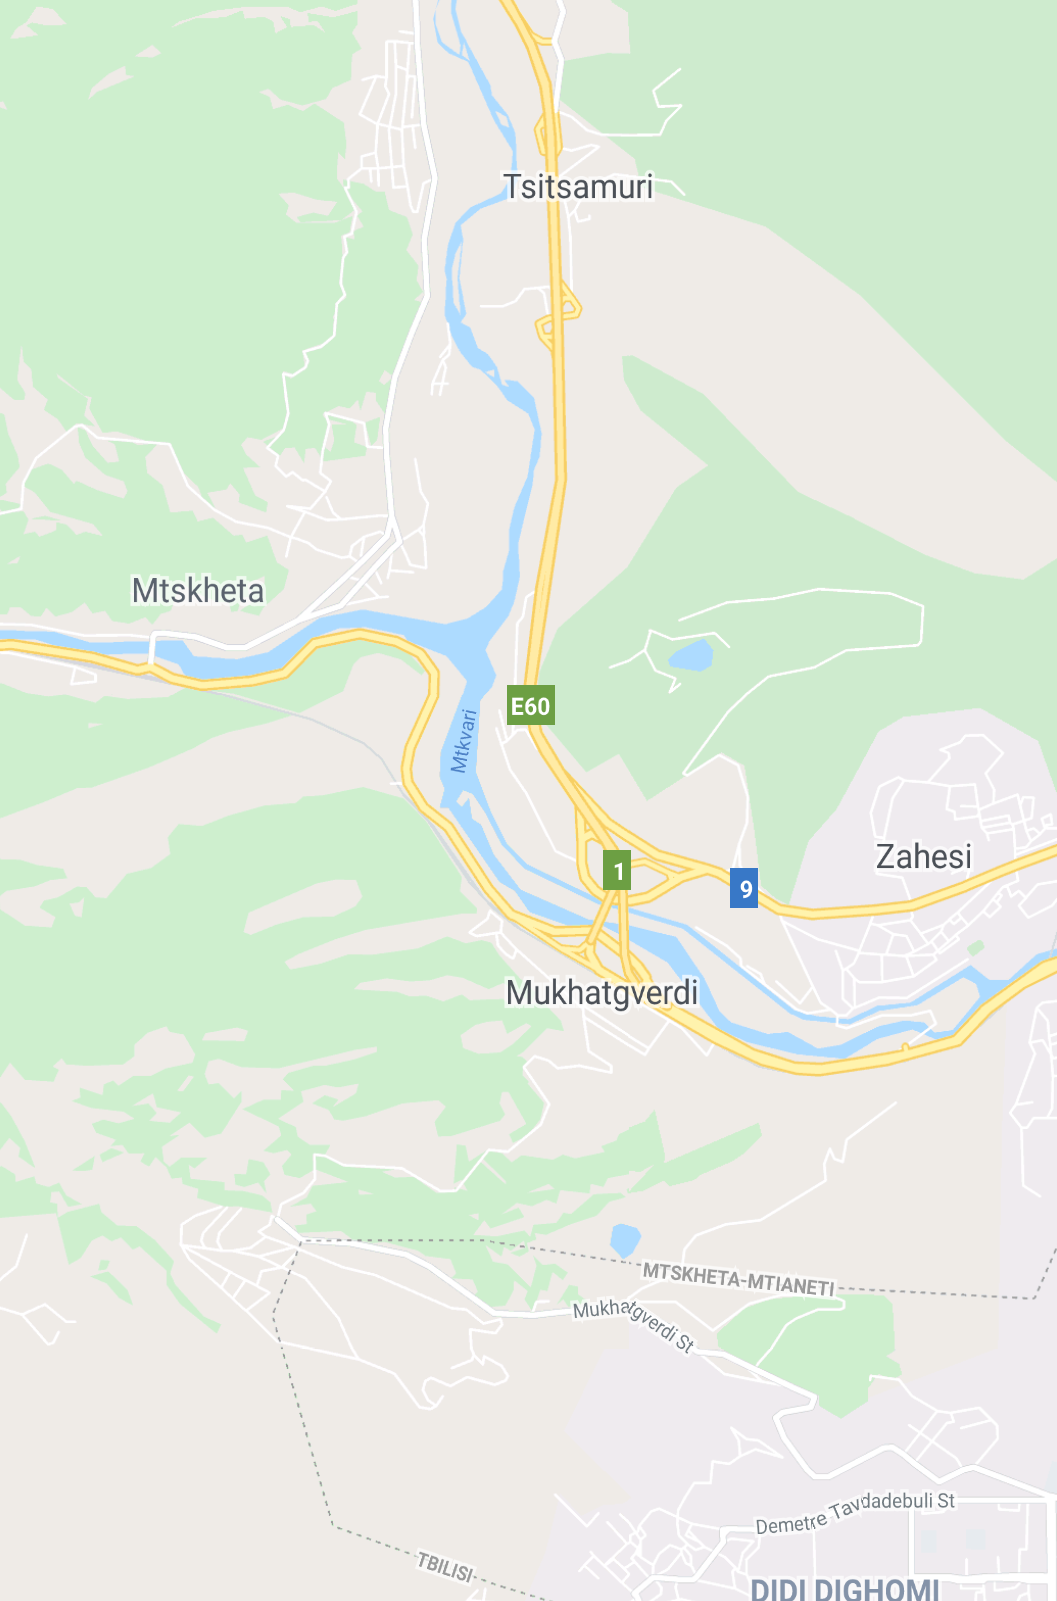 Tsitsamuri
Mtskheta
E60
Mtkvari
Zahesi
1
9
Mukhatgverdi
MTSKHETA-MTIANETI
Mukhatgverdi St
Demetre Tavdadebuli St
TBILISI
DIDI DIGHOMI